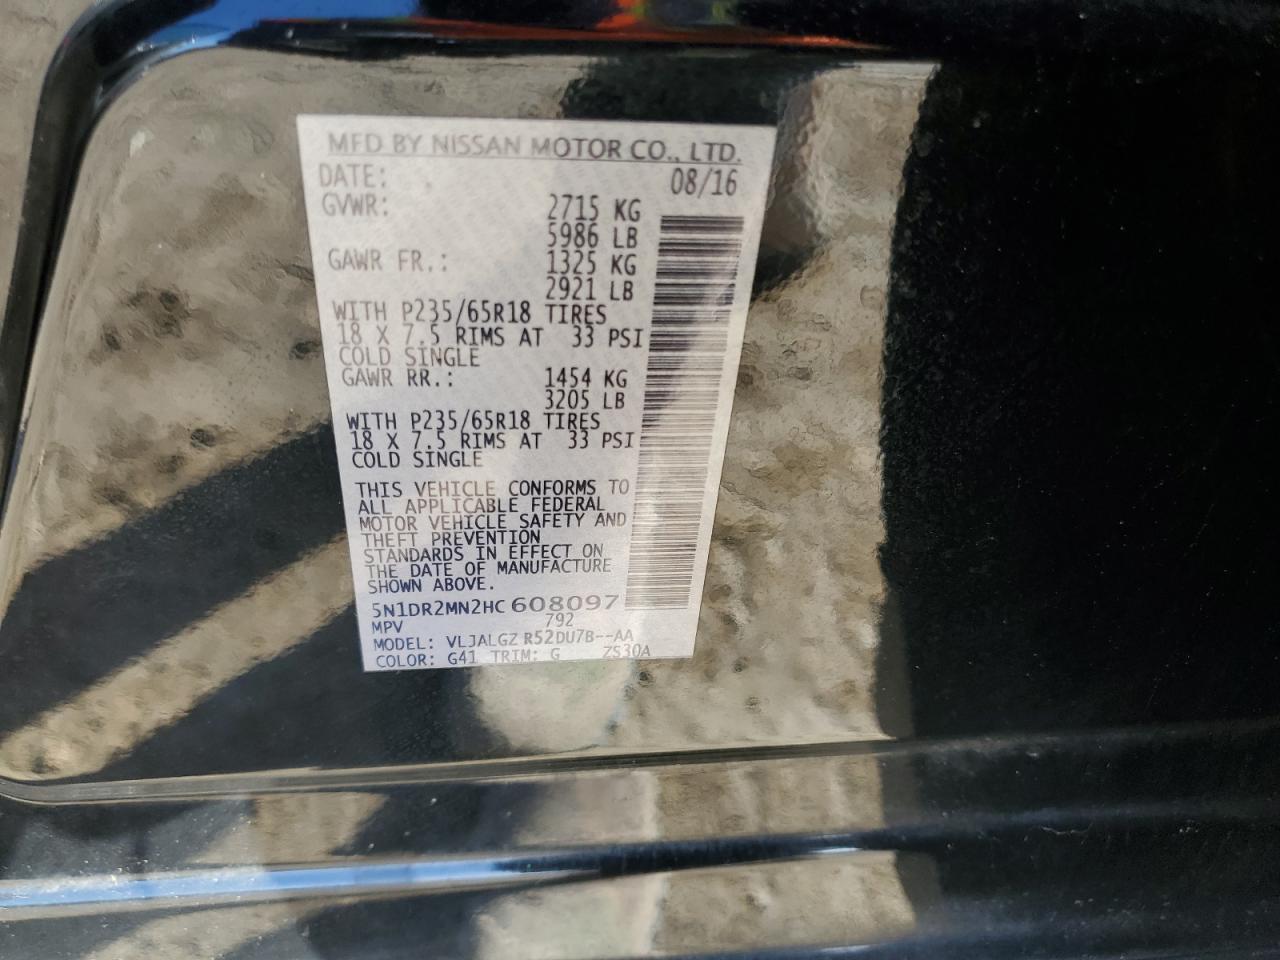 MFD BY NISSAN MOTOR CO., LTD.
DATE: 08/16
GVWR: 2715 KG
5986 LB
GAWR FR.: 1325 KG
2921 LB
WITH P235/65R18 TIRES
18 X 7.5 RIMS AT 33 PSI
COLD SINGLE
GAWR RR.: 1454 KG
3205 LB
WITH P235/65R18 TIRES
18 X 7.5 RIMS AT 33 PSI
COLD SINGLE
THIS VEHICLE CONFORMS TO
ALL APPLICABLE FEDERAL
MOTOR VEHICLE SAFETY AND
THEFT PREVENTION
STANDARDS IN EFFECT ON
THE DATE OF MANUFACTURE
SHOWN ABOVE.
5N1DR2MN2HC608097
MPV 792
MODEL: VLJALGZ R52DU7B--AA
COLOR: G41 TRIM: G ZS30A